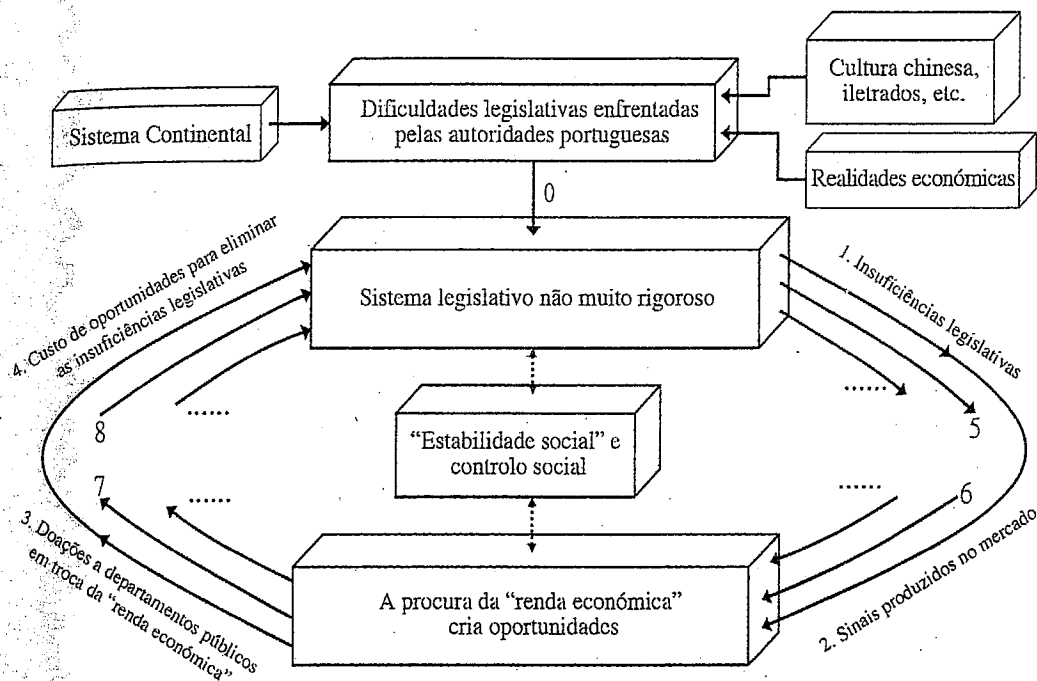 Cultura chinesa,
iletrados, etc.
Dificuldades legislativas enfrentadas
pelas autoridades portuguesas
Sistema Continental
Realidades económicas
0
Sistema legislativo não muito rigoroso
1. Insuficiências legislativas
4. Custo de oportunidades para eliminar
as insuficiências legislativas
......
......
8
5
“Estabilidade social” e
controlo social
7
......
......
6
3. Doações a departamentos públicos
em troca da “renda económica”
2. Sinais produzidos no mercado
A procura da “renda económica”
cria oportunidades